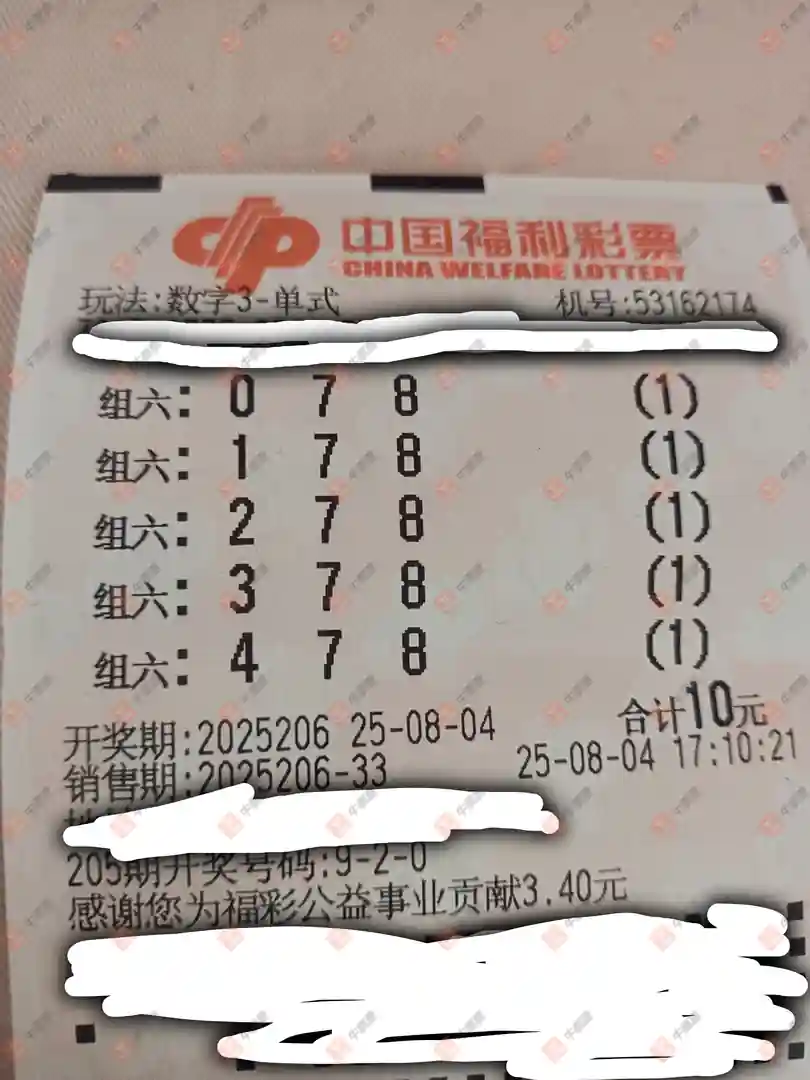 中国福利彩票
CHINA WELFARE LOTTERY
玩法:数字3-单式 机号:53162174
组六: 0 7 8 (1)
组六: 1 7 8 (1)
组六: 2 7 8 (1)
组六: 3 7 8 (1)
组六: 4 7 8 (1)
合计10元
开奖期:2025206 25-08-04
销售期:2025206-33 25-08-04 17:10:21
205期开奖号码:9-2-0
感谢您为福彩公益事业贡献3.40元